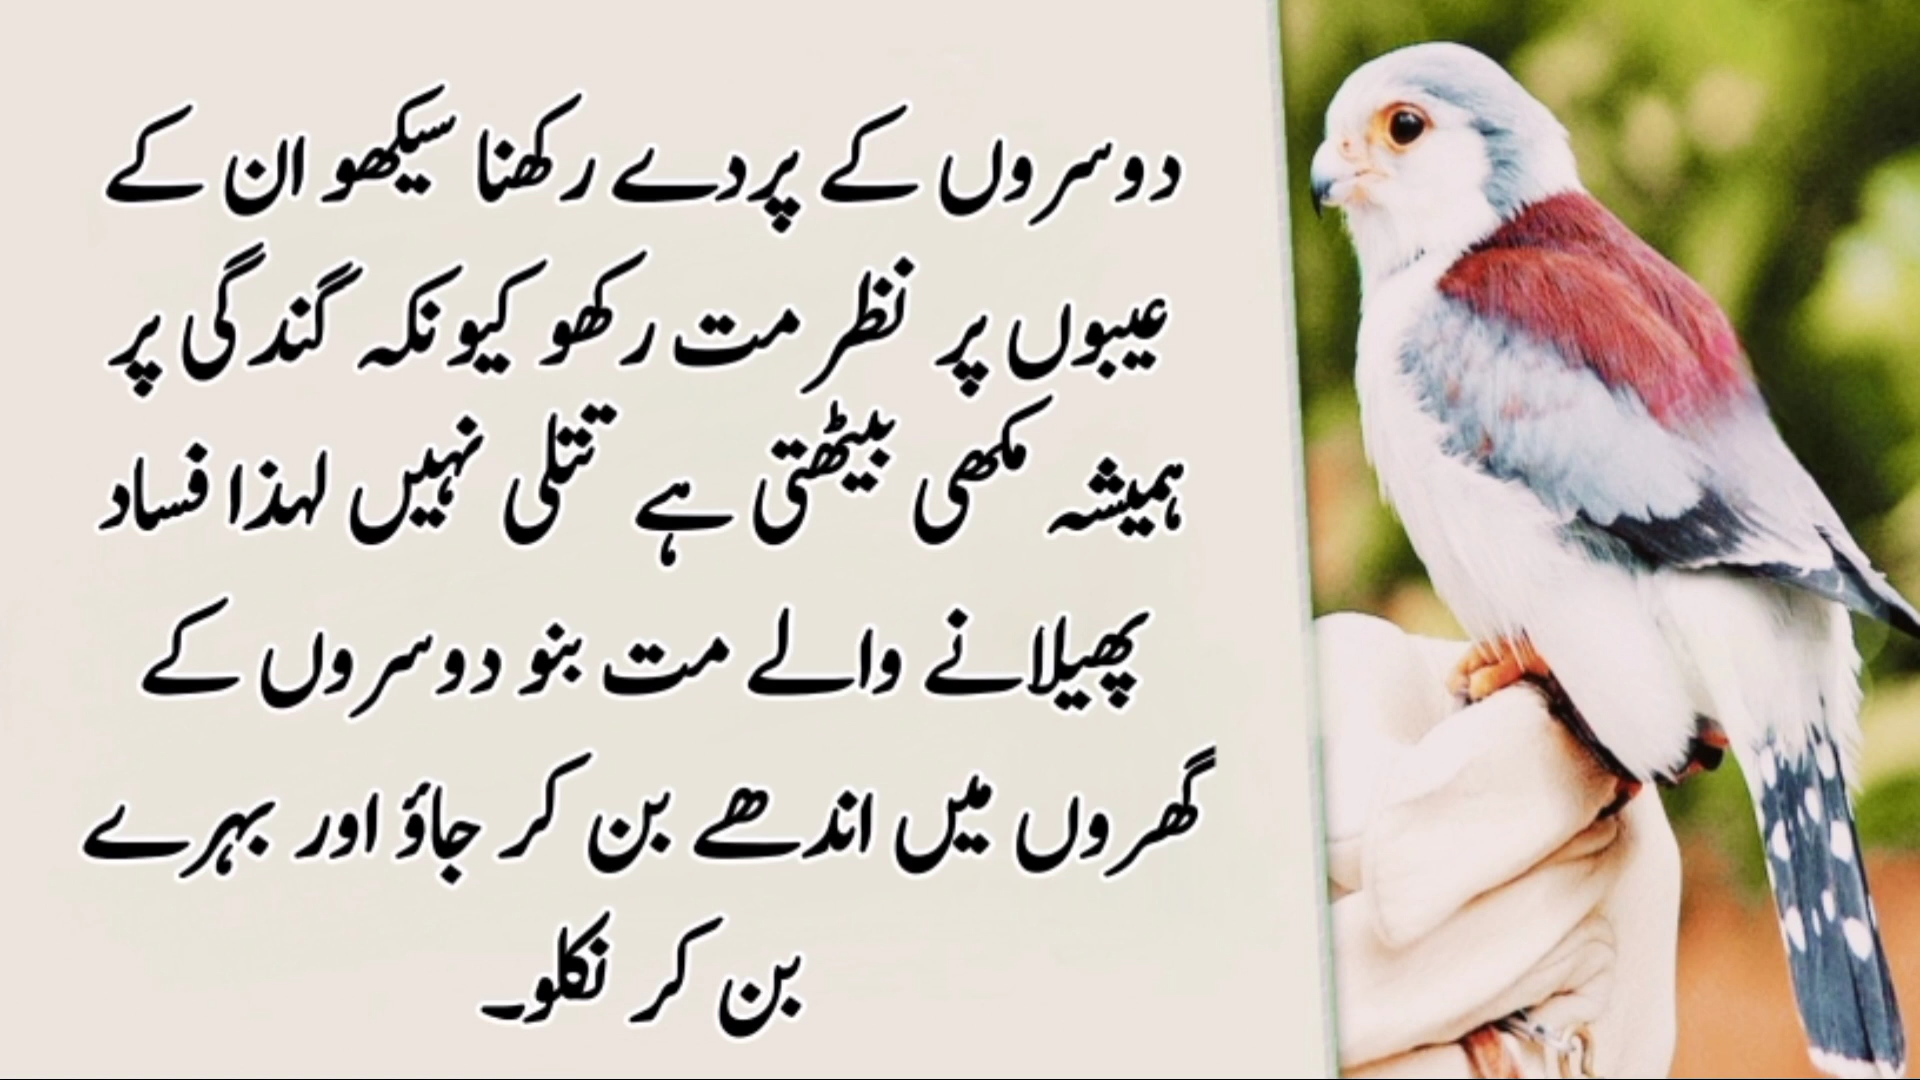 دوسروں کے پردے رکھنا سیکھو ان کے
عیبوں پر نظر مت رکھو کیونکہ گندگی پر
ہمیشہ مکھی بیٹھتی ہے تتلی نہیں لہذا فساد
پھیلانے والے مت بنو دوسروں کے
گھروں میں اندھے بن کر جاؤ اور بہرے
بن کر نکلو۔